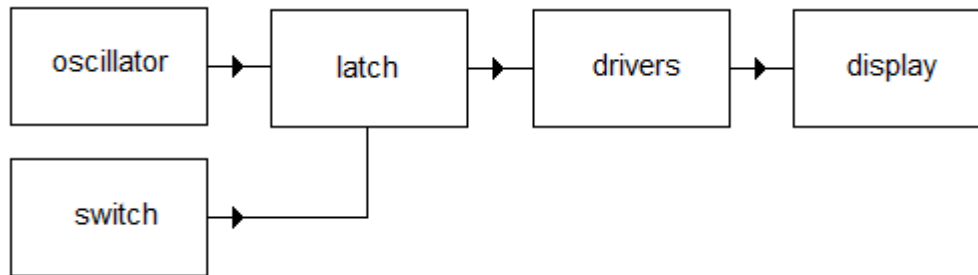 oscillator
latch
drivers
display
switch